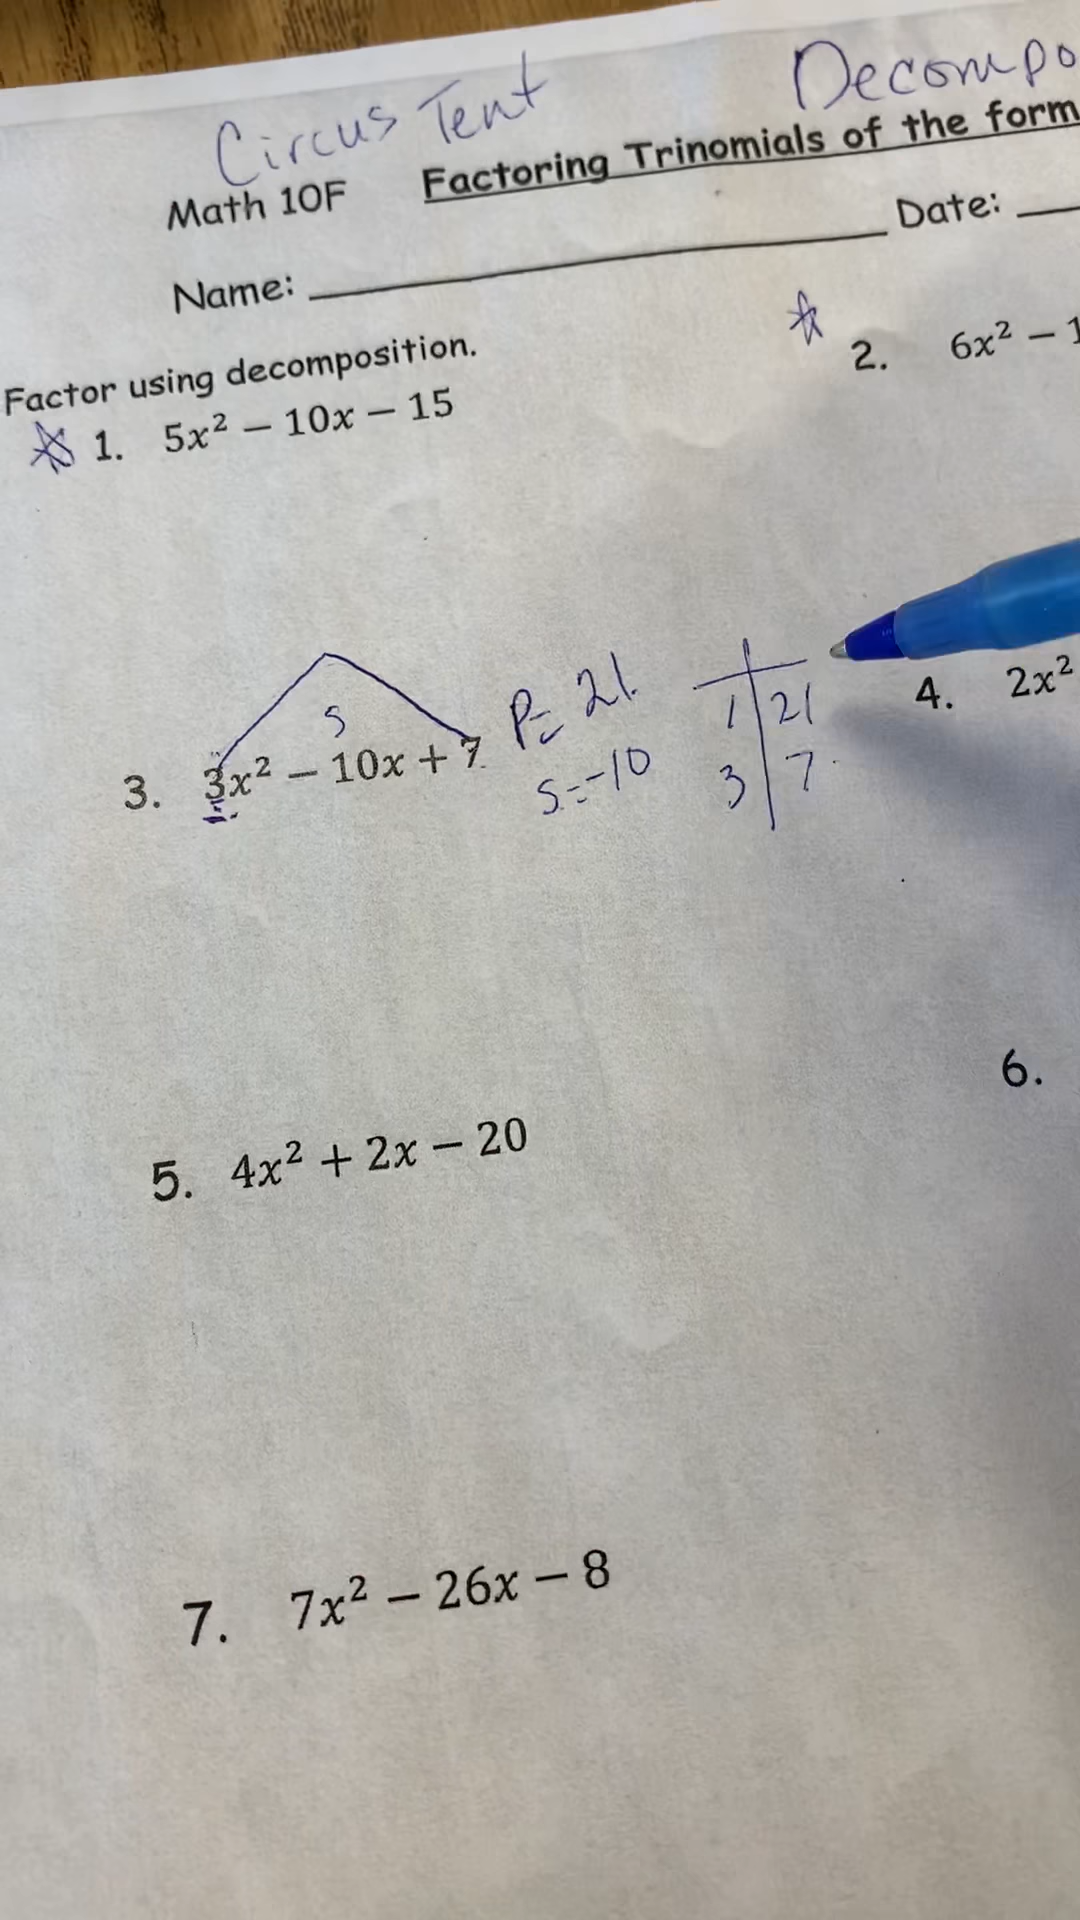 Circus Tent
Math 10F
Factoring Trinomials of the form
Name:
Date:
Factor using decomposition.
1. 5x² − 10x − 15
2. 6x² − 1
S
3. 3x² − 10x + 7
P = 21
S = -10
1 | 21
3 | 7
4. 2x²
5. 4x² + 2x − 20
6.
7. 7x² − 26x − 8